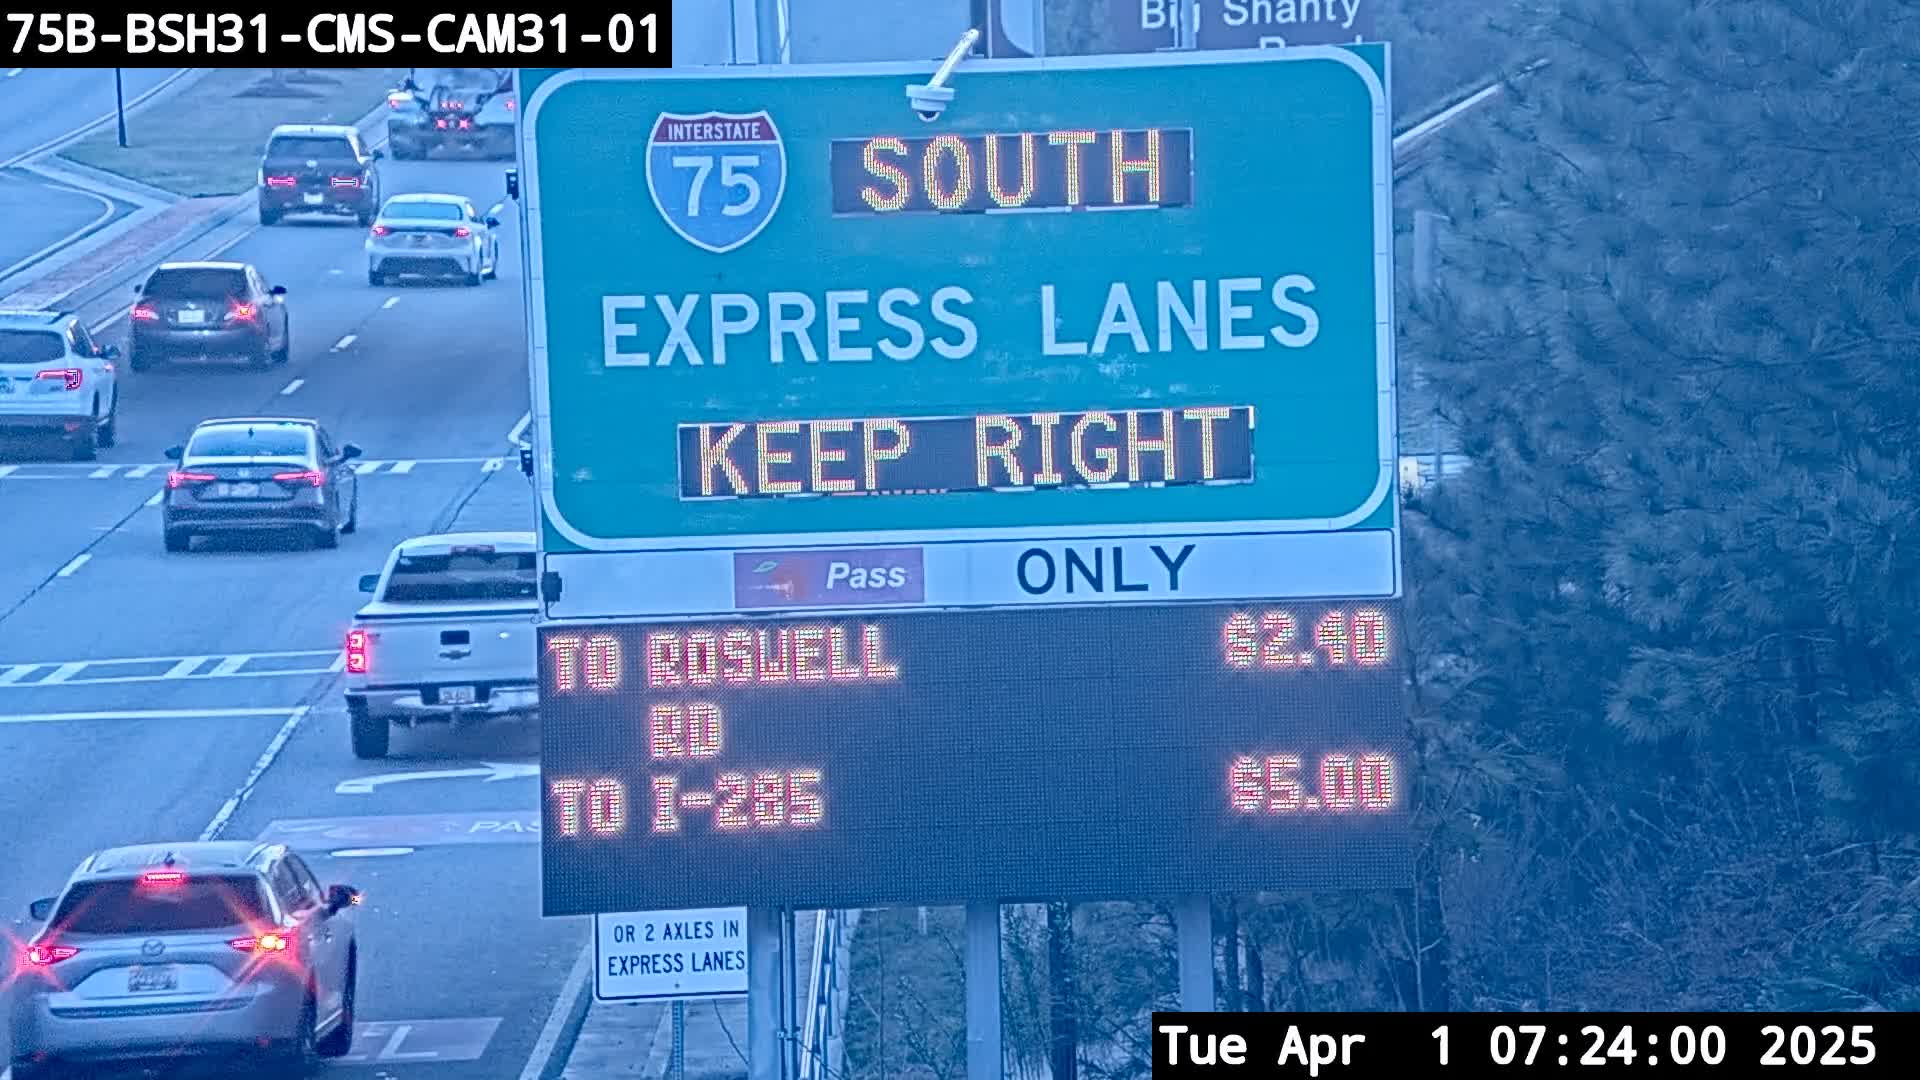 75B-BSH31-CMS-CAM31-01
Big Shanty
Road
INTERSTATE
75
SOUTH
EXPRESS LANES
KEEP RIGHT
Pass ONLY
TO ROSWELL $2.40
RD
TO I-285 $5.00
OR 2 AXLES IN
EXPRESS LANES
Tue Apr 1 07:24:00 2025